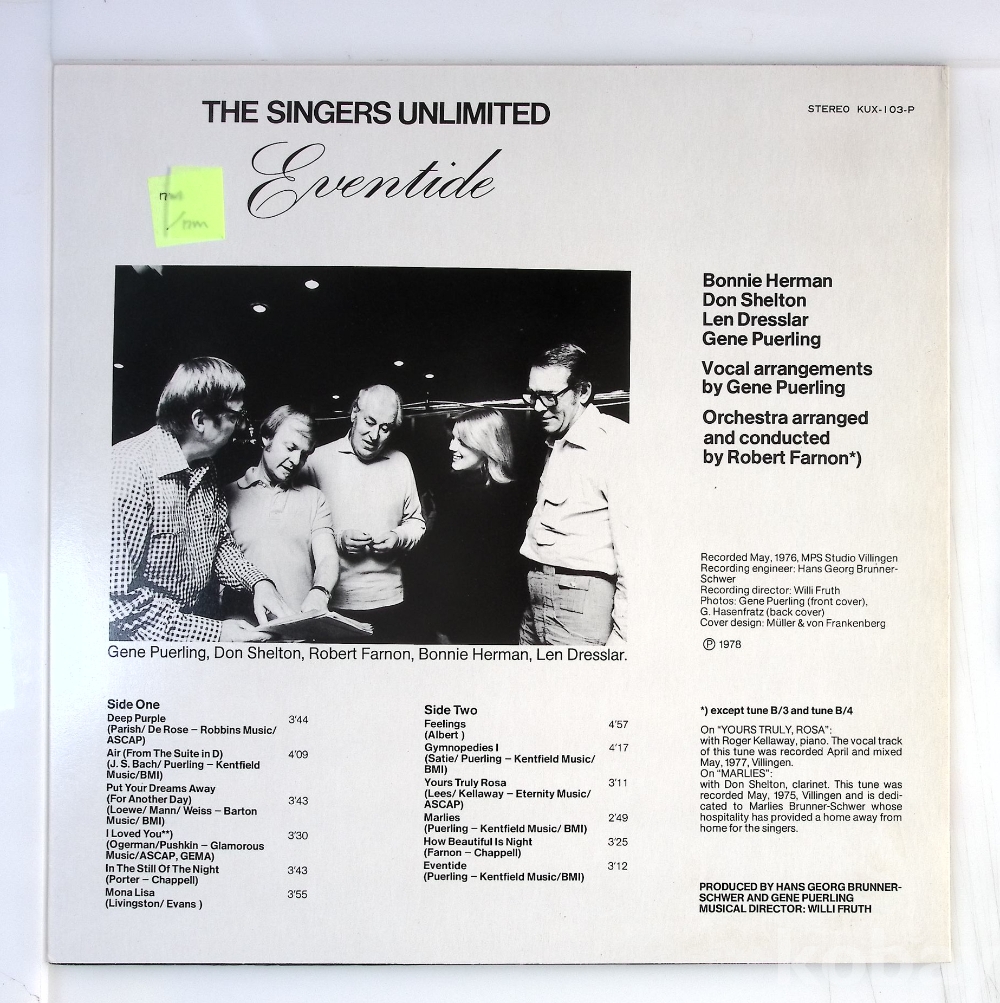 THE SINGERS UNLIMITED
STEREO KUX-103-P
Eventide
Bonnie Herman
Don Shelton
Len Dresslar
Gene Puerling
Vocal arrangements
by Gene Puerling
Orchestra arranged
and conducted
by Robert Farnon*)
Recorded May, 1976, MPS Studio Villingen
Recording engineer: Hans Georg Brunner-
Schwer
Recording director: Willi Fruth
Photos: Gene Puerling (front cover),
G. Hasenfratz (back cover)
Cover design: Müller & von Frankenberg
℗ 1978
Gene Puerling, Don Shelton, Robert Farnon, Bonnie Herman, Len Dresslar.
Side One
Deep Purple 3'44
(Parish/ De Rose – Robbins Music/
ASCAP)
Air (From The Suite in D) 4'09
(J. S. Bach/ Puerling – Kentfield
Music/BMI)
Put Your Dreams Away
(For Another Day) 3'43
(Loewe/ Mann/ Weiss – Barton
Music/ BMI)
I Loved You**) 3'30
(Ogerman/Pushkin – Glamorous
Music/ASCAP, GEMA)
In The Still Of The Night 3'43
(Porter – Chappell)
Mona Lisa 3'55
(Livingston/ Evans )
Side Two
Feelings 4'57
(Albert )
Gymnopedies I 4'17
(Satie/ Puerling – Kentfield Music/
BMI)
Yours Truly Rosa 3'11
(Lees/ Kellaway – Eternity Music/
ASCAP)
Marlies 2'49
(Puerling – Kentfield Music/ BMI)
How Beautiful Is Night 3'25
(Farnon – Chappell)
Eventide 3'12
(Puerling – Kentfield Music/BMI)
*) except tune B/3 and tune B/4
On "YOURS TRULY, ROSA":
with Roger Kellaway, piano. The vocal track
of this tune was recorded April and mixed
May, 1977, Villingen.
On "MARLIES":
with Don Shelton, clarinet. This tune was
recorded May, 1975, Villingen and is dedi-
cated to Marlies Brunner-Schwer whose
hospitality has provided a home away from
home for the singers.
PRODUCED BY HANS GEORG BRUNNER-
SCHWER AND GENE PUERLING
MUSICAL DIRECTOR: WILLI FRUTH